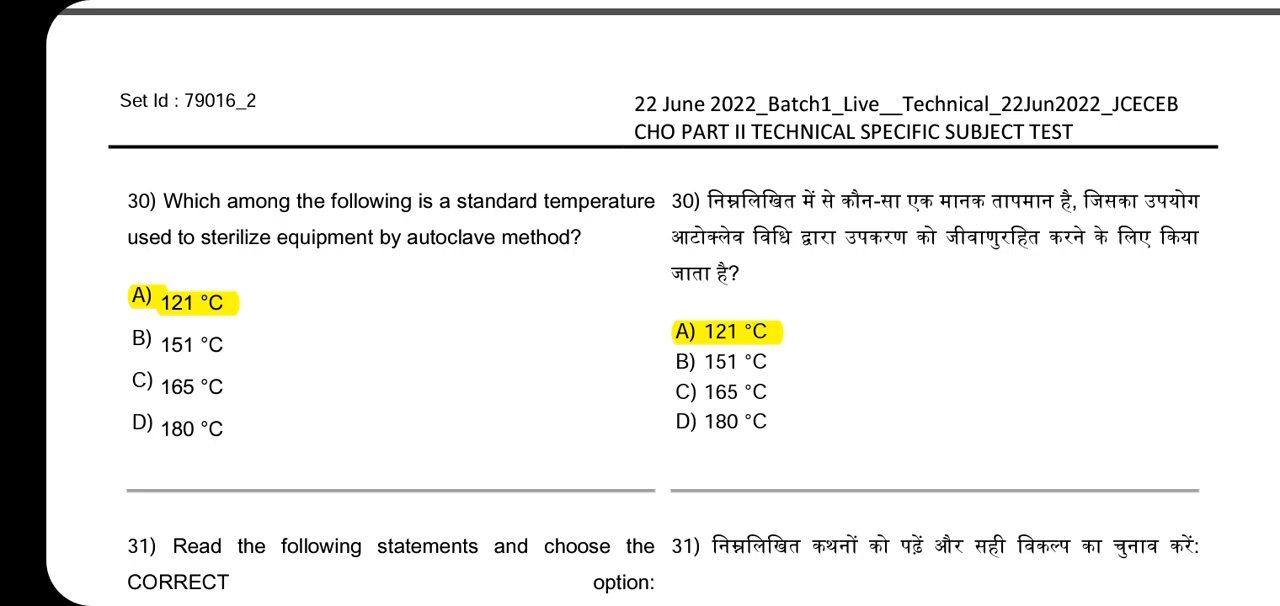 Set Id : 79016_2
22 June 2022_Batch1_Live__Technical_22Jun2022_JCECEB
CHO PART II TECHNICAL SPECIFIC SUBJECT TEST
30) Which among the following is a standard temperature
used to sterilize equipment by autoclave method?
A) 121 °C
B) 151 °C
C) 165 °C
D) 180 °C
30) निम्नलिखित में से कौन-सा एक मानक तापमान है, जिसका उपयोग
आटोक्लेव विधि द्वारा उपकरण को जीवाणुरहित करने के लिए किया
जाता है?
A) 121 °C
B) 151 °C
C) 165 °C
D) 180 °C
31) Read the following statements and choose the
CORRECT option:
31) निम्नलिखित कथनों को पढ़ें और सही विकल्प का चुनाव करें: